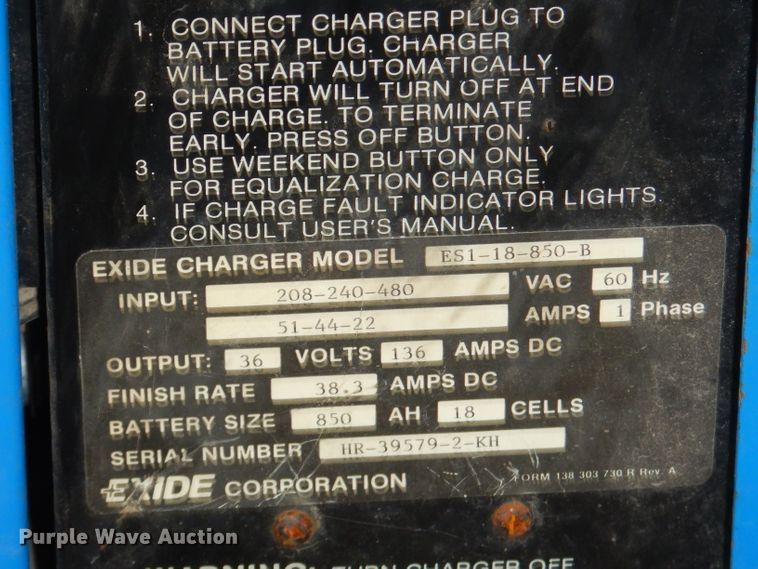 1. CONNECT CHARGER PLUG TO
BATTERY PLUG. CHARGER
WILL START AUTOMATICALLY.
2. CHARGER WILL TURN OFF AT END
OF CHARGE. TO TERMINATE
EARLY, PRESS OFF BUTTON.
3. USE WEEKEND BUTTON ONLY
FOR EQUALIZATION CHARGE.
4. IF CHARGE FAULT INDICATOR LIGHTS.
CONSULT USER'S MANUAL.
EXIDE CHARGER MODEL ES1-18-850-B
INPUT: 208-240-480 VAC 60 Hz
51-44-22 AMPS 1 Phase
OUTPUT: 36 VOLTS 136 AMPS DC
FINISH RATE 38.3 AMPS DC
BATTERY SIZE 850 AH 18 CELLS
SERIAL NUMBER HR-39579-2-KH
EXIDE CORPORATION FORM 138 303 730 R Rev. A
Purple Wave Auction
WARNING: TURN CHARGER OFF